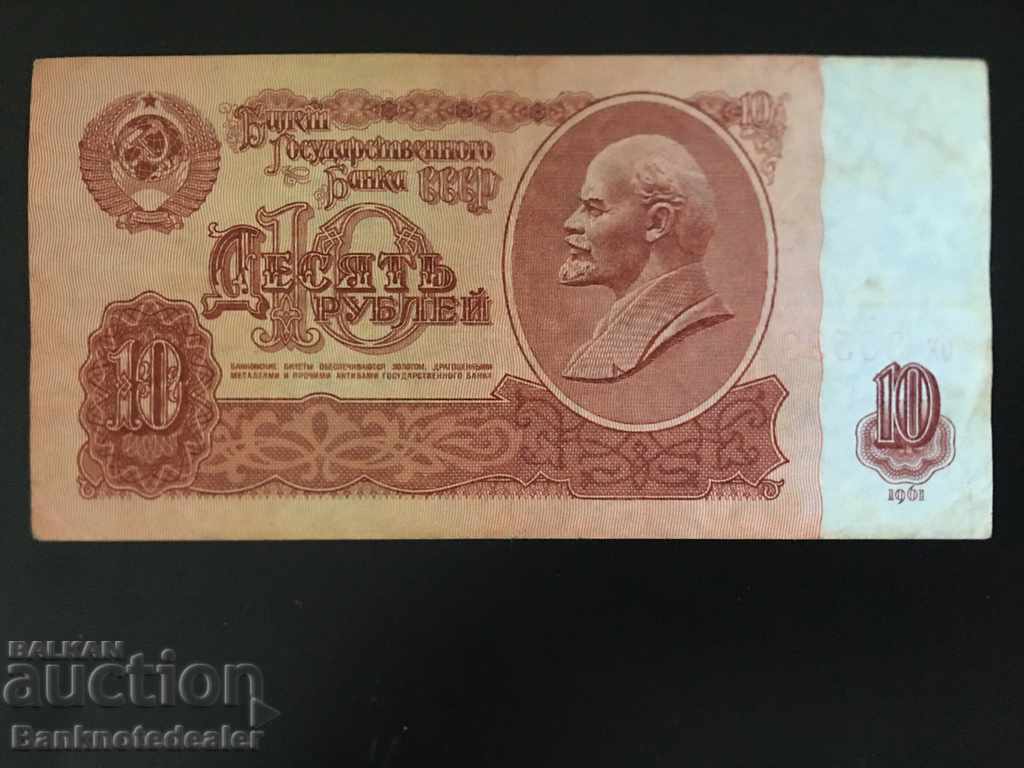 Билет
Государственного
Банка СССР
10
10
Десять
рублей
БАНКОВСКИЕ БИЛЕТЫ ОБЕСПЕЧИВАЮТСЯ ЗОЛОТОМ, ДРАГОЦЕННЫМИ
МЕТАЛЛАМИ И ПРОЧИМИ АКТИВАМИ ГОСУДАРСТВЕННОГО БАНКА
10
10
1961
BALKAN
auction
Banknotedealer